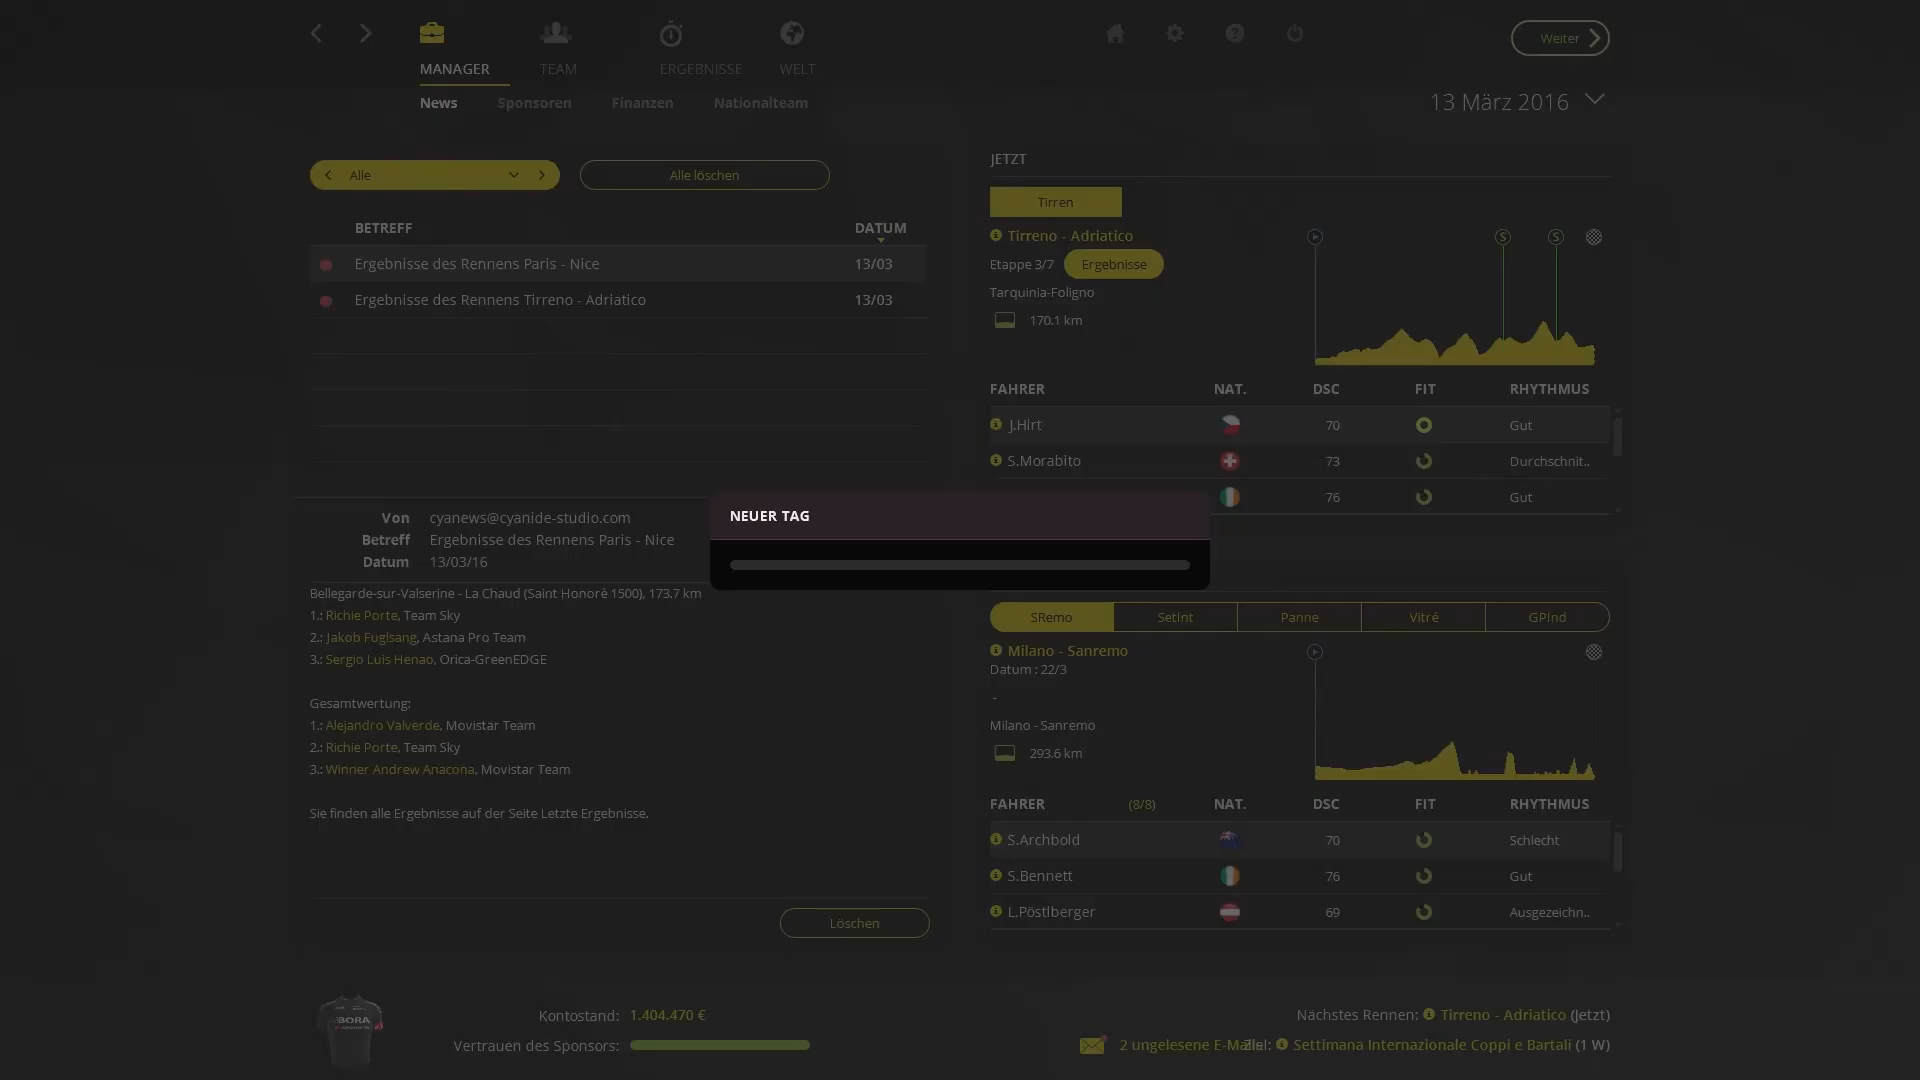 MANAGER TEAM ERGEBNISSE WELT
Weiter
News Sponsoren Finanzen Nationalteam
13 März 2016
Alle Alle löschen
BETREFF DATUM
Ergebnisse des Rennens Paris - Nice 13/03
Ergebnisse des Rennens Tirreno - Adriatico 13/03
Von cyanews@cyanide-studio.com
Betreff Ergebnisse des Rennens Paris - Nice
Datum 13/03/16
Bellegarde-sur-Valserine - La Chaud (Saint Honorè 1500), 173.7 km
1.: Richie Porte, Team Sky
2.: Jakob Fuglsang, Astana Pro Team
3.: Sergio Luis Henao, Orica-GreenEDGE
Gesamtwertung:
1.: Alejandro Valverde, Movistar Team
2.: Richie Porte, Team Sky
3.: Winner Andrew Anacona, Movistar Team
Sie finden alle Ergebnisse auf der Seite Letzte Ergebnisse.
Löschen
NEUER TAG
JETZT
Tirren
Tirreno - Adriatico
Etappe 3/7 Ergebnisse
Tarquinia-Foligno
170.1 km
S S
FAHRER NAT. DSC FIT RHYTHMUS
J.Hirt 70 Gut
S.Morabito 73 Durchschnit..
76 Gut
SRemo SetInt Panne Vitré GPInd
Milano - Sanremo
Datum : 22/3
-
Milano - Sanremo
293.6 km
FAHRER (8/8) NAT. DSC FIT RHYTHMUS
S.Archbold 70 Schlecht
S.Bennett 76 Gut
L.Pöstlberger 69 Ausgezeichn..
BORA
Kontostand: 1.404.470 €
Vertrauen des Sponsors:
Nächstes Rennen: Tirreno - Adriatico (Jetzt)
2 ungelesene E-Mails Ziel: Settimana Internazionale Coppi e Bartali (1 W)